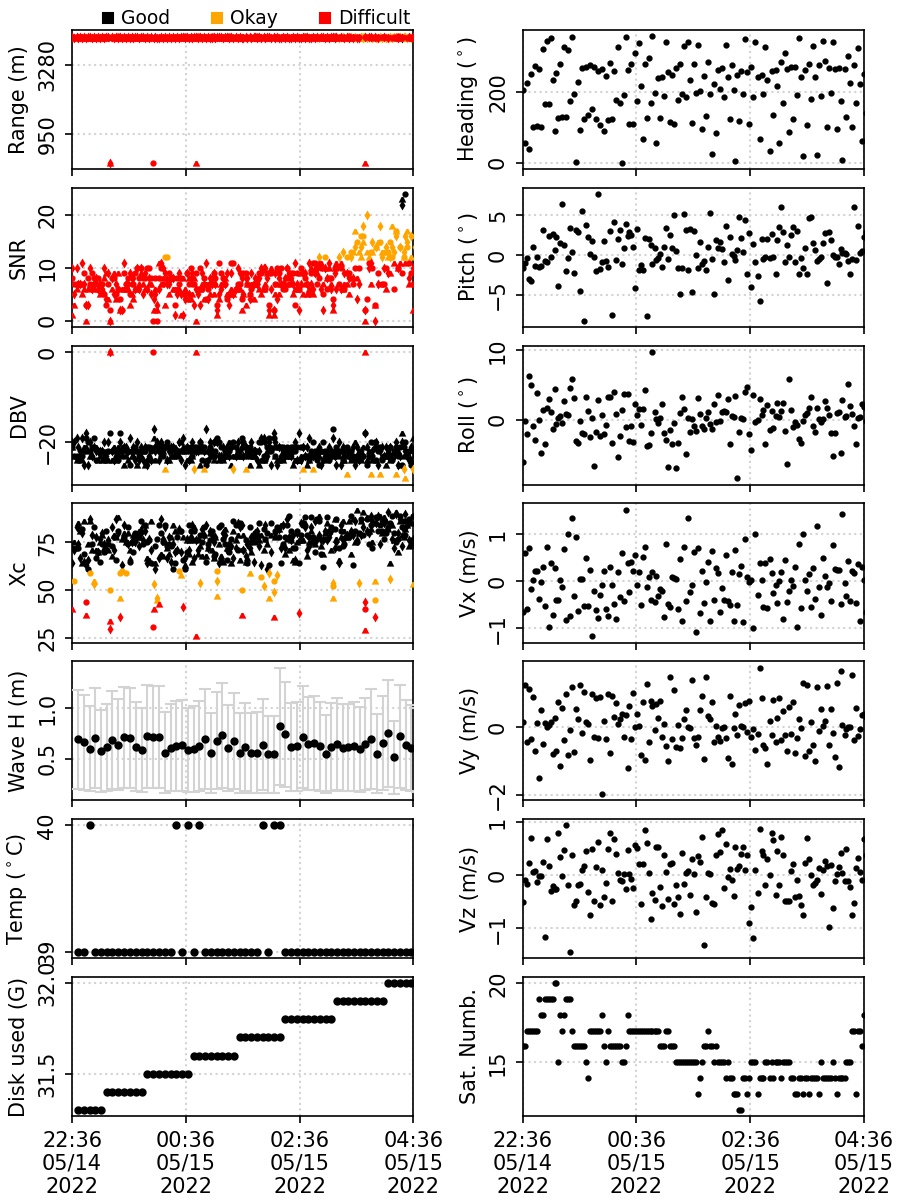 Good Okay Difficult
Range (m)
3280
950
Heading (°)
200
0
SNR
20
10
0
Pitch (°)
5
0
−5
DBV
0
−20
Roll (°)
10
0
Xc
75
50
25
Vx (m/s)
1
0
−1
Wave H (m)
1.0
0.5
Vy (m/s)
0
−2
Temp (°C)
40
39
Vz (m/s)
1
0
−1
Disk used (G)
32.0
31.5
Sat. Numb.
20
15
22:36 00:36 02:36 04:36
05/14 05/15 05/15 05/15
2022 2022 2022 2022
22:36 00:36 02:36 04:36
05/14 05/15 05/15 05/15
2022 2022 2022 2022